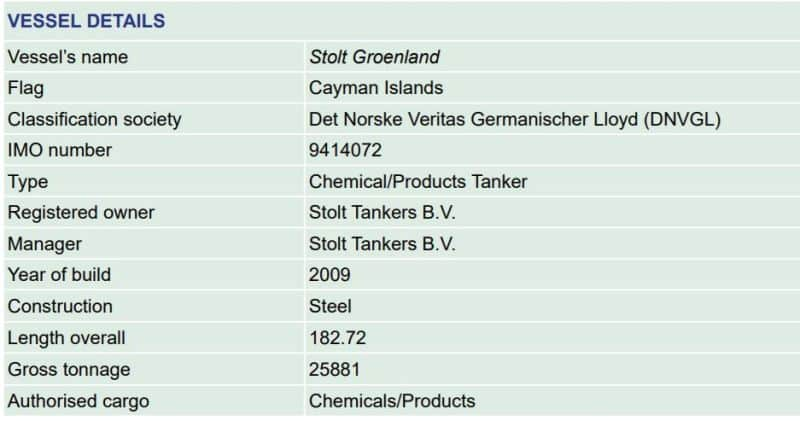 VESSEL DETAILS
Vessel's name Stolt Groenland
Flag Cayman Islands
Classification society Det Norske Veritas Germanischer Lloyd (DNVGL)
IMO number 9414072
Type Chemical/Products Tanker
Registered owner Stolt Tankers B.V.
Manager Stolt Tankers B.V.
Year of build 2009
Construction Steel
Length overall 182.72
Gross tonnage 25881
Authorised cargo Chemicals/Products